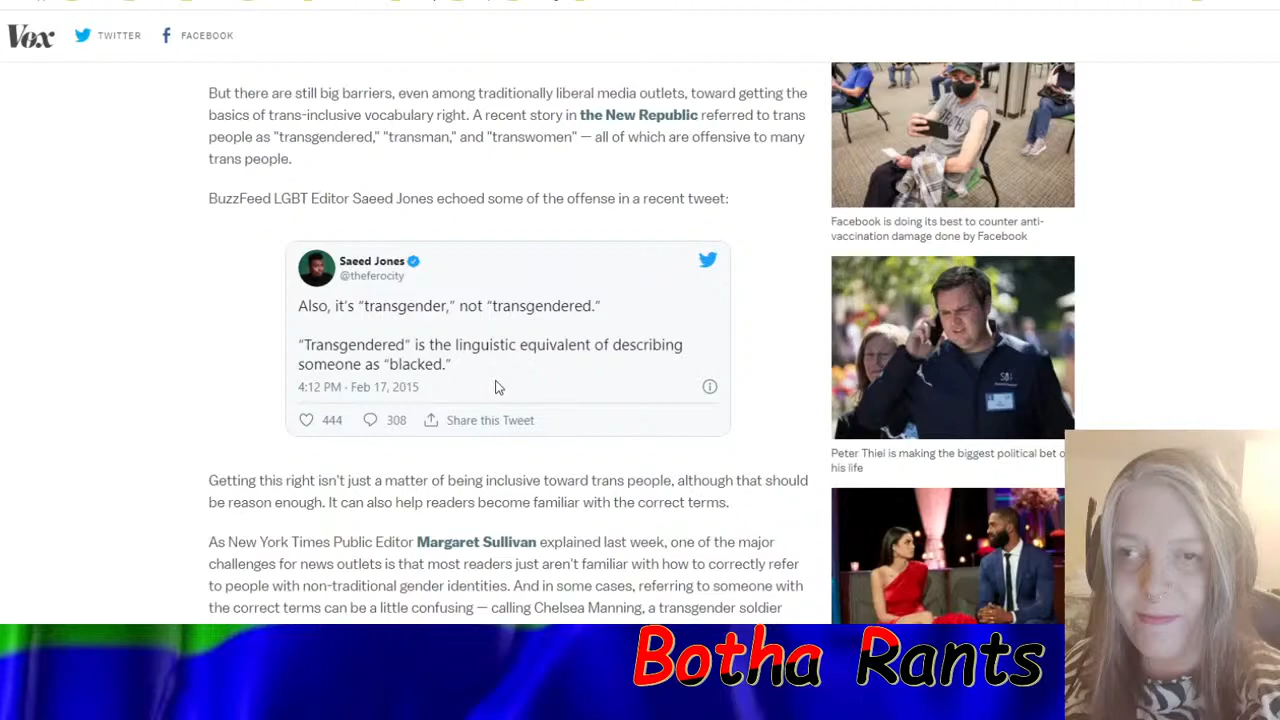 Vox
TWITTER
FACEBOOK
But there are still big barriers, even among traditionally liberal media outlets, toward getting the
basics of trans-inclusive vocabulary right. A recent story in the New Republic referred to trans
people as "transgendered," "transman," and "transwomen" — all of which are offensive to many
trans people.
BuzzFeed LGBT Editor Saeed Jones echoed some of the offense in a recent tweet:
Saeed Jones
@theferocity
Also, it's “transgender,” not “transgendered.”
“Transgendered” is the linguistic equivalent of describing
someone as “blacked.”
4:12 PM · Feb 17, 2015
444
308
Share this Tweet
Getting this right isn't just a matter of being inclusive toward trans people, although that should
be reason enough. It can also help readers become familiar with the correct terms.
As New York Times Public Editor Margaret Sullivan explained last week, one of the major
challenges for news outlets is that most readers just aren't familiar with how to correctly refer
to people with non-traditional gender identities. And in some cases, referring to someone with
the correct terms can be a little confusing — calling Chelsea Manning, a transgender soldier
Facebook is doing its best to counter anti-
vaccination damage done by Facebook
Peter Thiel is making the biggest political bet o
his life
Botha Rants